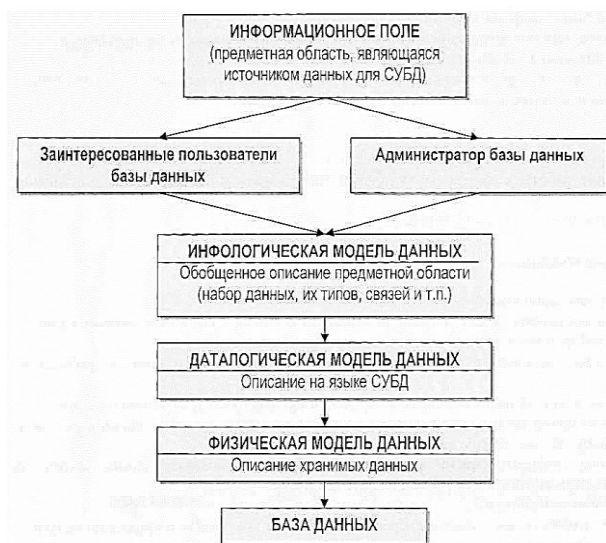 ИНФОРМАЦИОННОЕ ПОЛЕ
(предметная область, являющаяся
источником данных для СУБД)
Заинтересованные пользователи
базы данных
Администратор базы данных
ИНФОЛОГИЧЕСКАЯ МОДЕЛЬ ДАННЫХ
Обобщенное описание предметной области
(набор данных, их типов, связей и т.п.)
ДАТАЛОГИЧЕСКАЯ МОДЕЛЬ ДАННЫХ
Описание на языке СУБД
ФИЗИЧЕСКАЯ МОДЕЛЬ ДАННЫХ
Описание хранимых данных
БАЗА ДАННЫХ